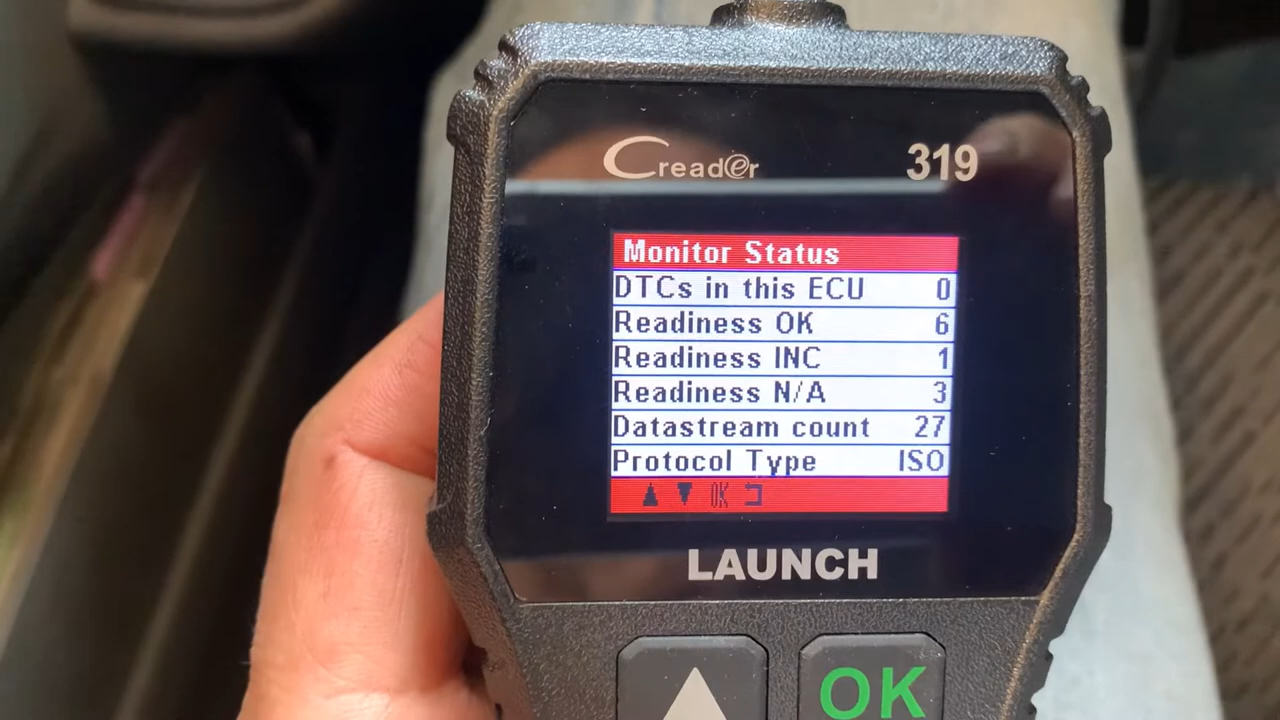 Creader 319
Monitor Status
DTCs in this ECU 0
Readiness OK 6
Readiness INC 1
Readiness N/A 3
Datastream count 27
Protocol Type ISO
OK
LAUNCH
OK